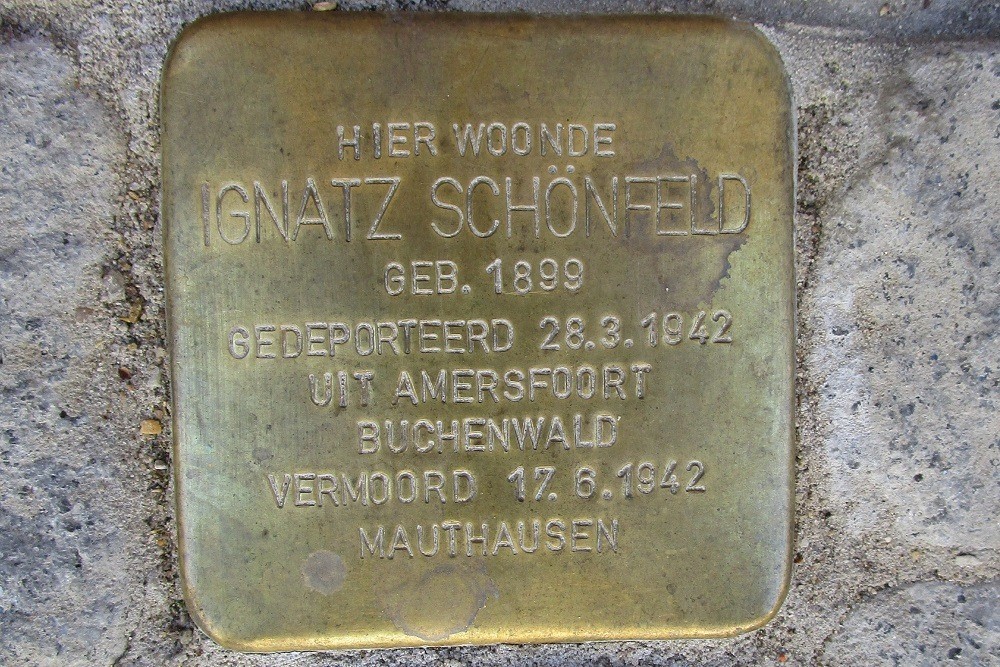 HIER WOONDE
IGNATZ SCHÖNFELD
GEB. 1899
GEDEPORTEERD 28.3.1942
UIT AMERSFOORT
BUCHENWALD
VERMOORD 17.6.1942
MAUTHAUSEN